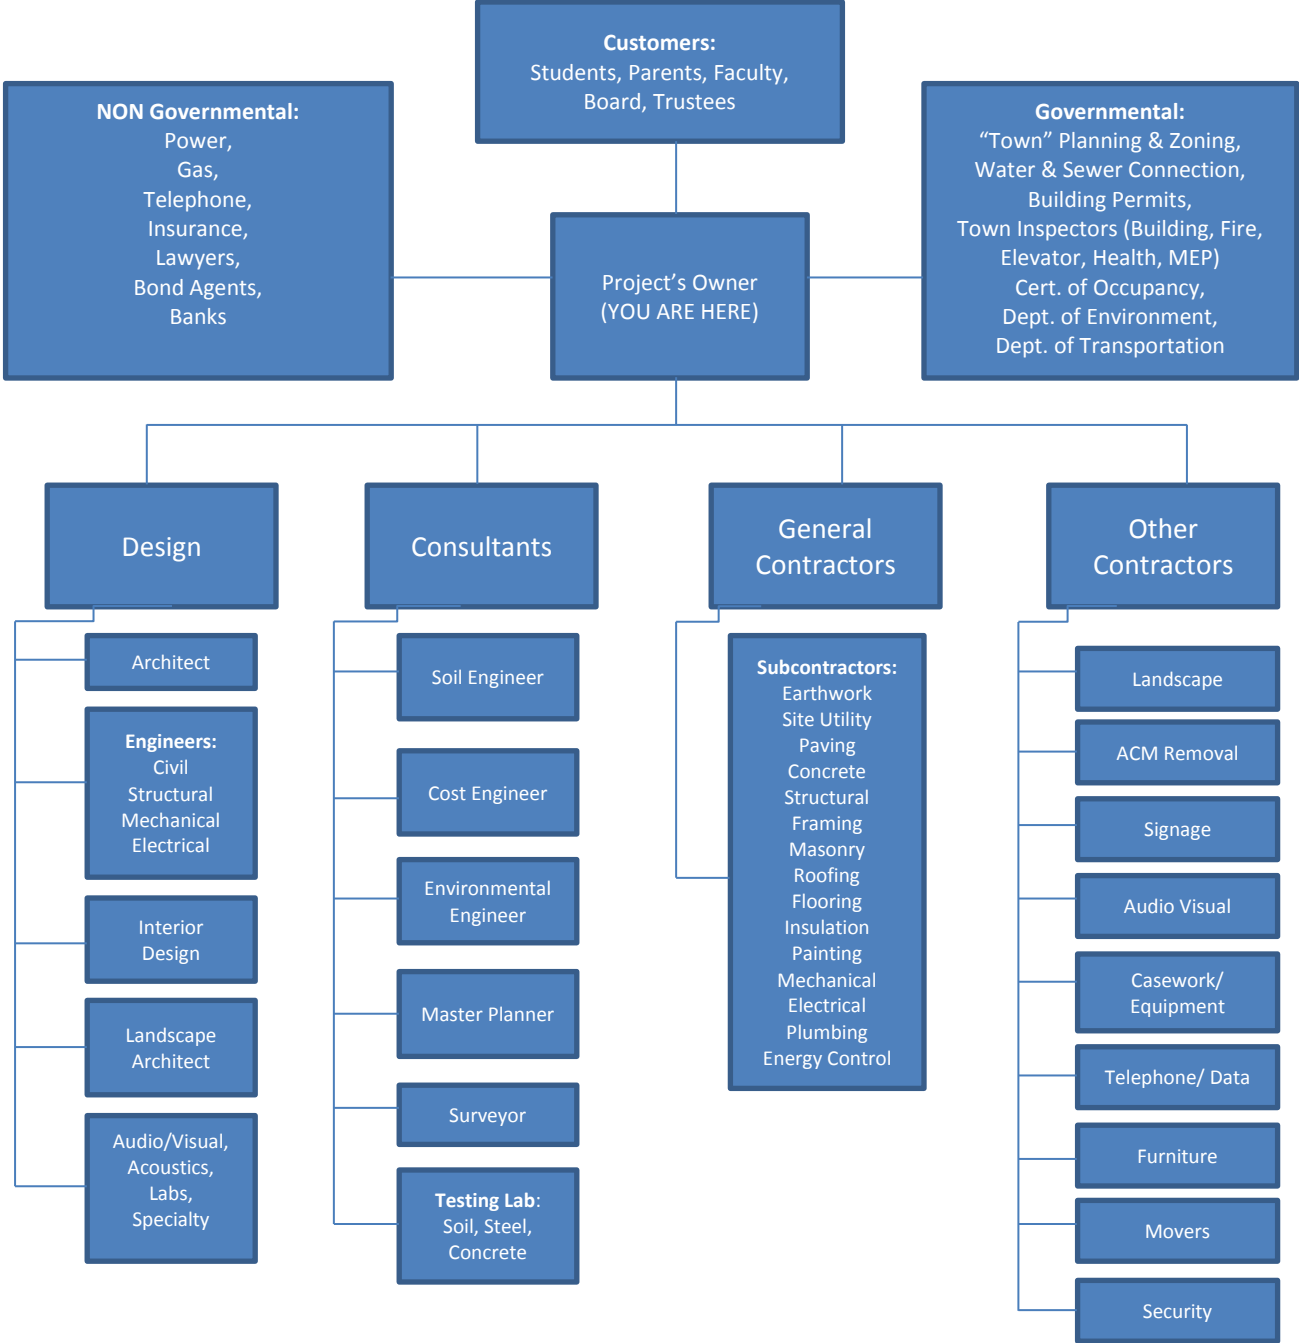 Customers:
Students, Parents, Faculty,
Board, Trustees
NON Governmental:
Power,
Gas,
Telephone,
Insurance,
Lawyers,
Bond Agents,
Banks
Project’s Owner
(YOU ARE HERE)
Governmental:
“Town” Planning & Zoning,
Water & Sewer Connection,
Building Permits,
Town Inspectors (Building, Fire,
Elevator, Health, MEP)
Cert. of Occupancy,
Dept. of Environment,
Dept. of Transportation
Design
Architect
Engineers:
Civil
Structural
Mechanical
Electrical
Interior
Design
Landscape
Architect
Audio/Visual,
Acoustics,
Labs,
Specialty
Consultants
Soil Engineer
Cost Engineer
Environmental
Engineer
Master Planner
Surveyor
Testing Lab:
Soil, Steel,
Concrete
General
Contractors
Subcontractors:
Earthwork
Site Utility
Paving
Concrete
Structural
Framing
Masonry
Roofing
Flooring
Insulation
Painting
Mechanical
Electrical
Plumbing
Energy Control
Other
Contractors
Landscape
ACM Removal
Signage
Audio Visual
Casework/
Equipment
Telephone/ Data
Furniture
Movers
Security